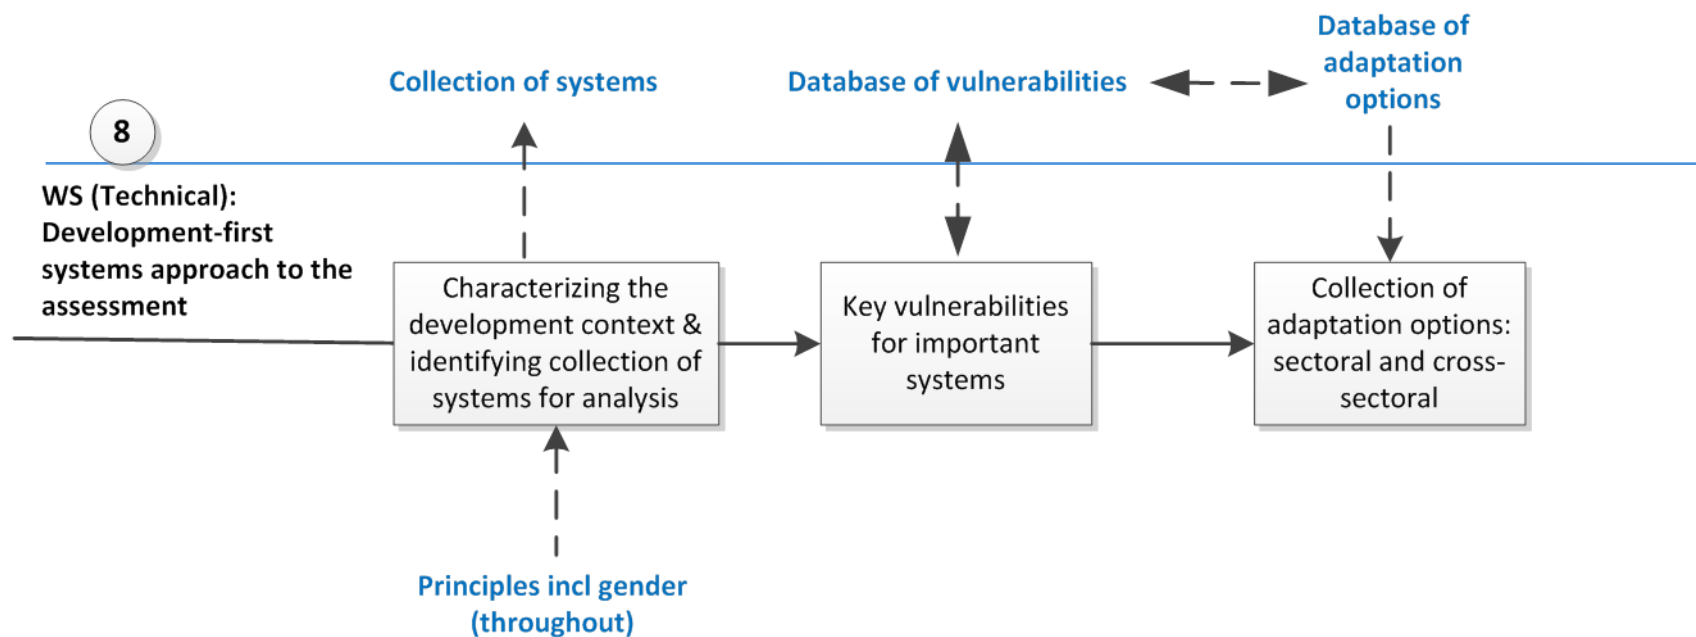 Collection of systems
Database of vulnerabilities
Database of
adaptation
options
8
WS (Technical):
Development-first
systems approach to the
assessment
Characterizing the
development context &
identifying collection of
systems for analysis
Key vulnerabilities
for important
systems
Collection of
adaptation options:
sectoral and cross-
sectoral
Principles incl gender
(throughout)